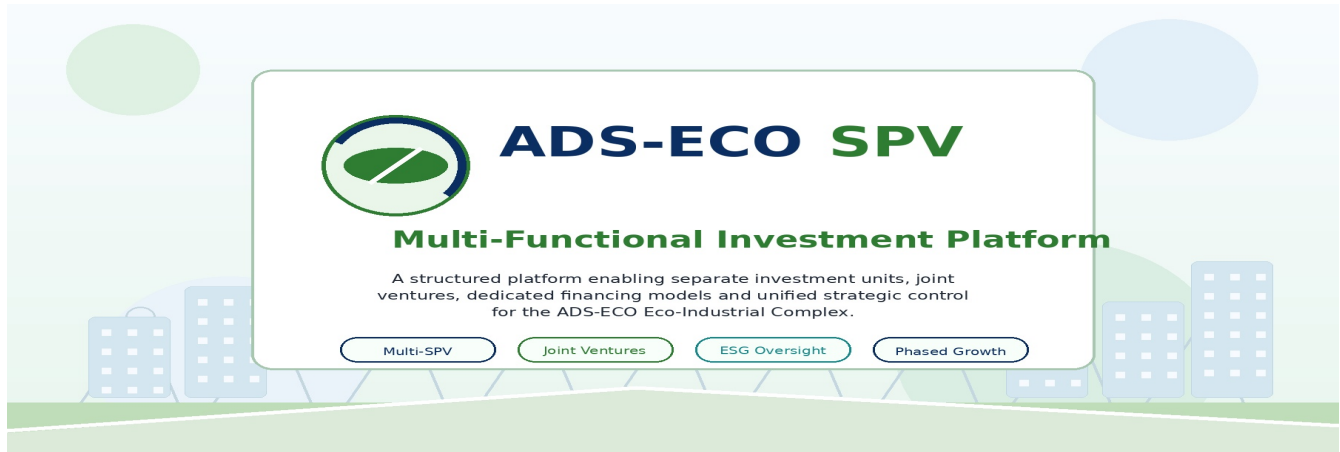 ADS-ECO SPV
Multi-Functional Investment Platform
A structured platform enabling separate investment units, joint
ventures, dedicated financing models and unified strategic control
for the ADS-ECO Eco-Industrial Complex.
Multi-SPV
Joint Ventures
ESG Oversight
Phased Growth